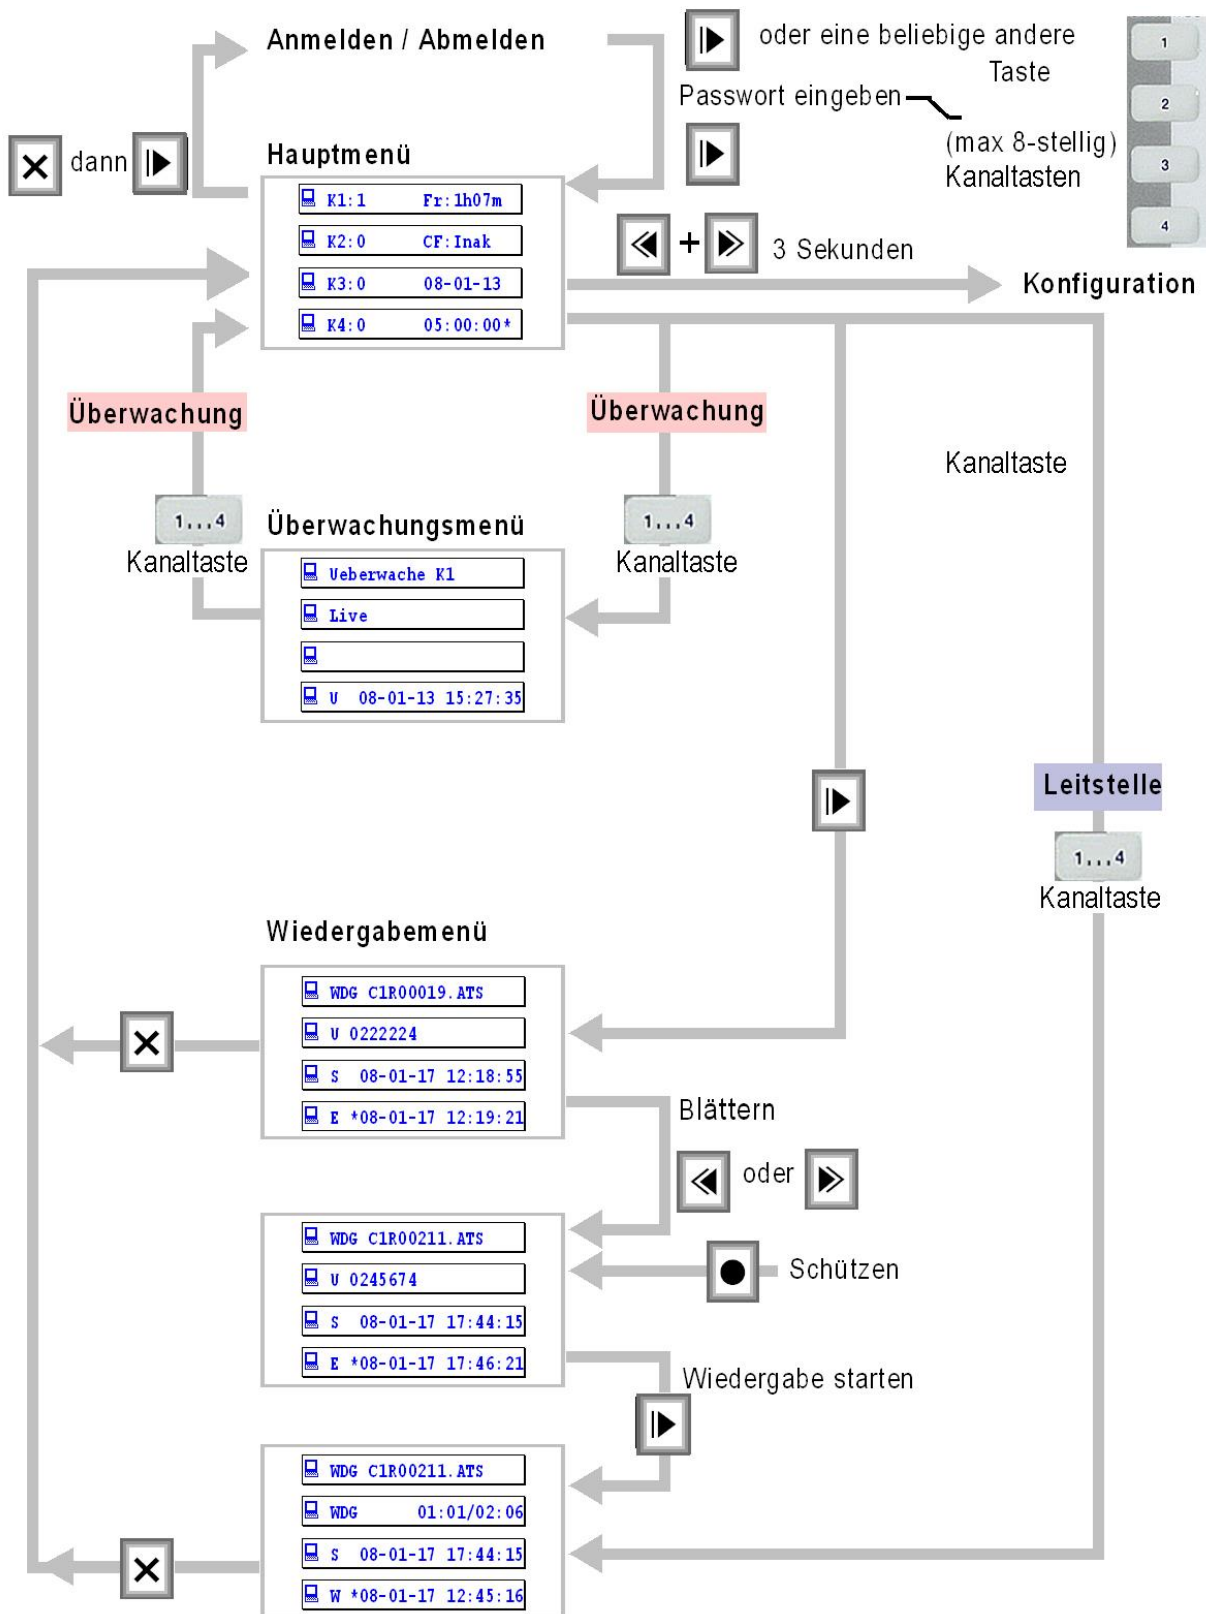 Anmelden / Abmelden
oder eine beliebige andere
Taste
Passwort eingeben
(max 8-stellig)
Kanaltasten
1
2
3
4
dann
Hauptmenü
K1:1 Fr:1h07m
K2:0 CF:Inak
K3:0 08-01-13
K4:0 05:00:00*
+
3 Sekunden
Konfiguration
Überwachung
Überwachung
Kanaltaste
1...4
Kanaltaste
1...4
Kanaltaste
Überwachungsmenü
Ueberwache K1
Live
U 08-01-13 15:27:35
Leitstelle
1...4
Kanaltaste
Wiedergabemenü
WDG C1R00019.ATS
U 0222224
S 08-01-17 12:18:55
E *08-01-17 12:19:21
Blättern
oder
WDG C1R00211.ATS
U 0245674
S 08-01-17 17:44:15
E *08-01-17 17:46:21
Schützen
Wiedergabe starten
WDG C1R00211.ATS
WDG 01:01/02:06
S 08-01-17 17:44:15
W *08-01-17 12:45:16